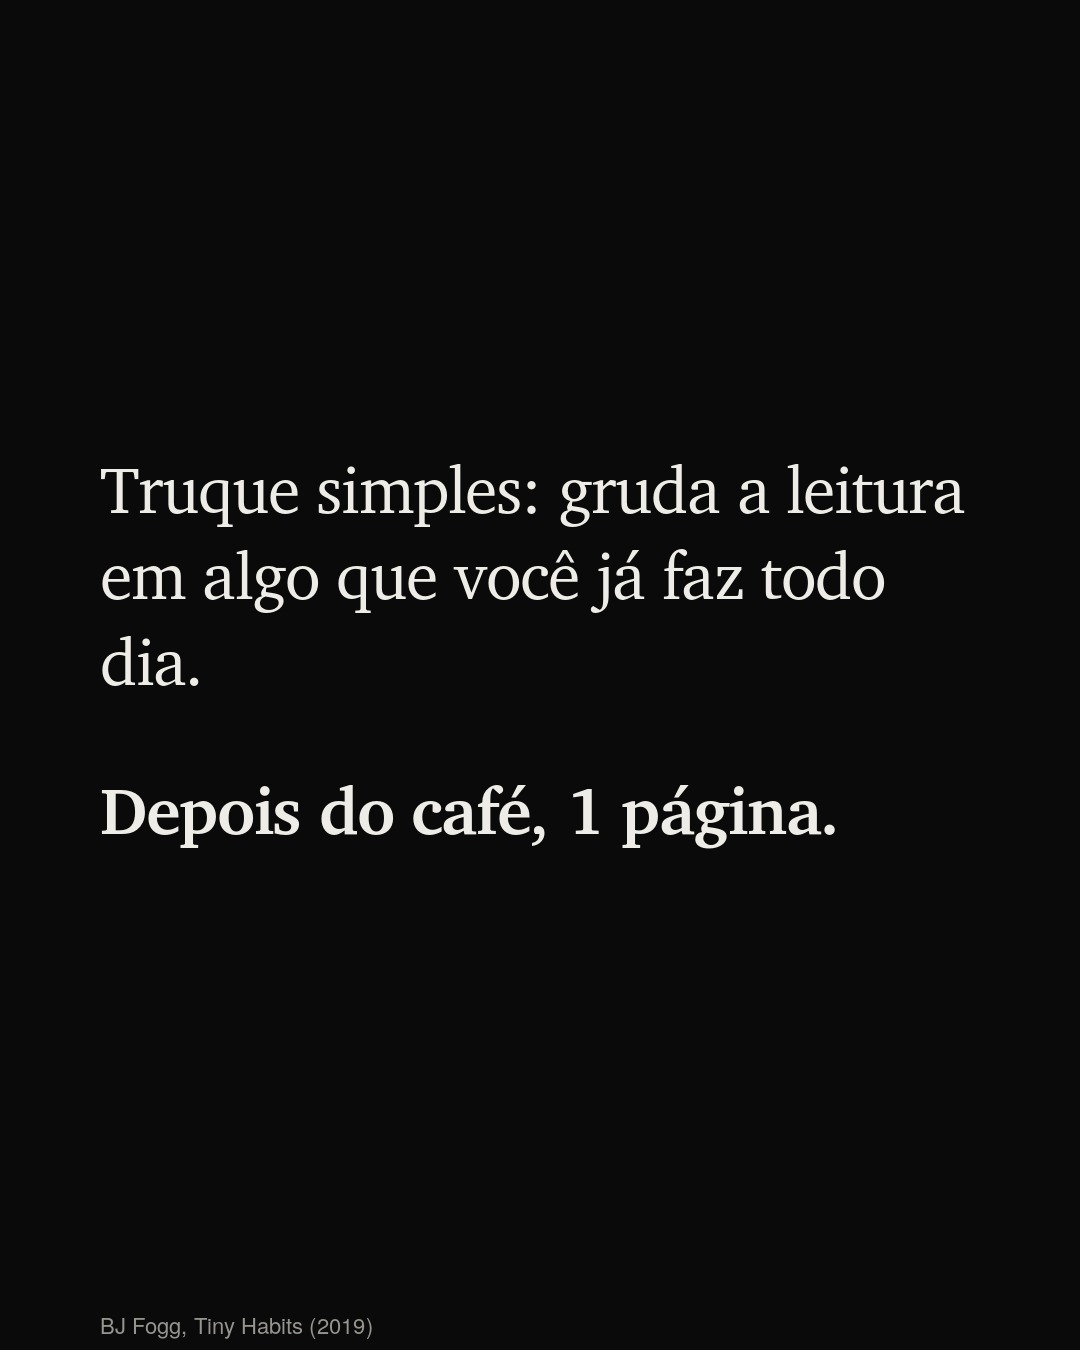 Truque simples: gruda a leitura
em algo que você já faz todo
dia.
Depois do café, 1 página.
BJ Fogg, Tiny Habits (2019)